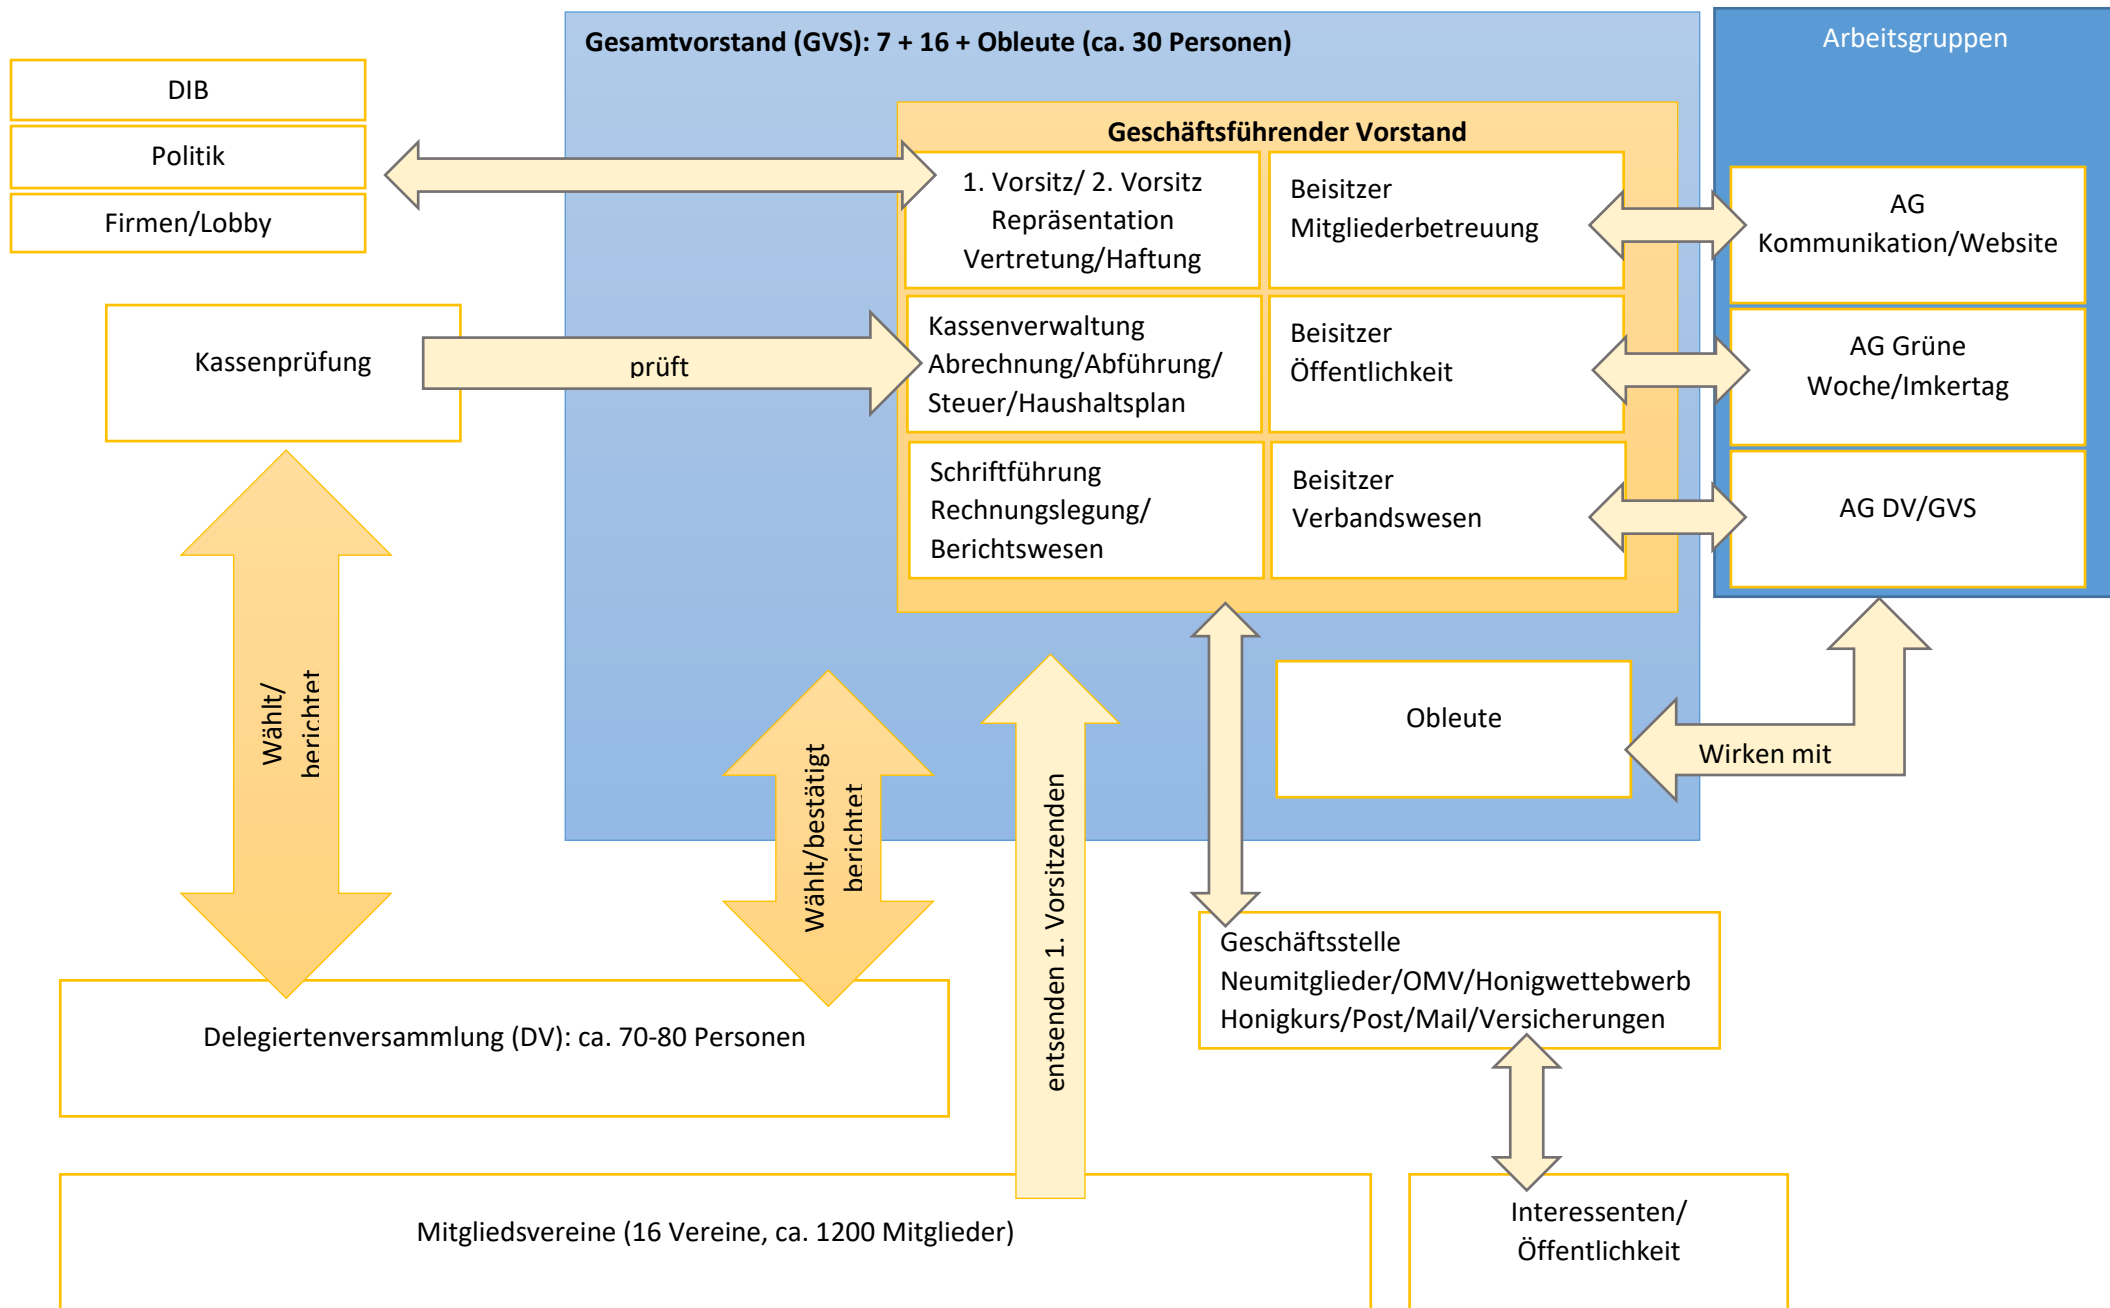 Gesamtvorstand (GVS): 7 + 16 + Obleute (ca. 30 Personen)
Arbeitsgruppen
DIB
Politik
Firmen/Lobby
Geschäftsführender Vorstand
1. Vorsitz/ 2. Vorsitz
Repräsentation
Vertretung/Haftung
Beisitzer
Mitgliederbetreuung
AG
Kommunikation/Website
Kassenprüfung
prüft
Kassenverwaltung
Abrechnung/Abführung/
Steuer/Haushaltsplan
Beisitzer
Öffentlichkeit
AG Grüne
Woche/Imkertag
Schriftführung
Rechnungslegung/
Berichtswesen
Beisitzer
Verbandswesen
AG DV/GVS
Wählt/
berichtet
Wählt/bestätigt
berichtet
entsenden 1. Vorsitzenden
Obleute
Wirken mit
Geschäftsstelle
Neumitglieder/OMV/Honigwettebwerb
Honigkurs/Post/Mail/Versicherungen
Delegiertenversammlung (DV): ca. 70-80 Personen
Mitgliedsvereine (16 Vereine, ca. 1200 Mitglieder)
Interessenten/
Öffentlichkeit